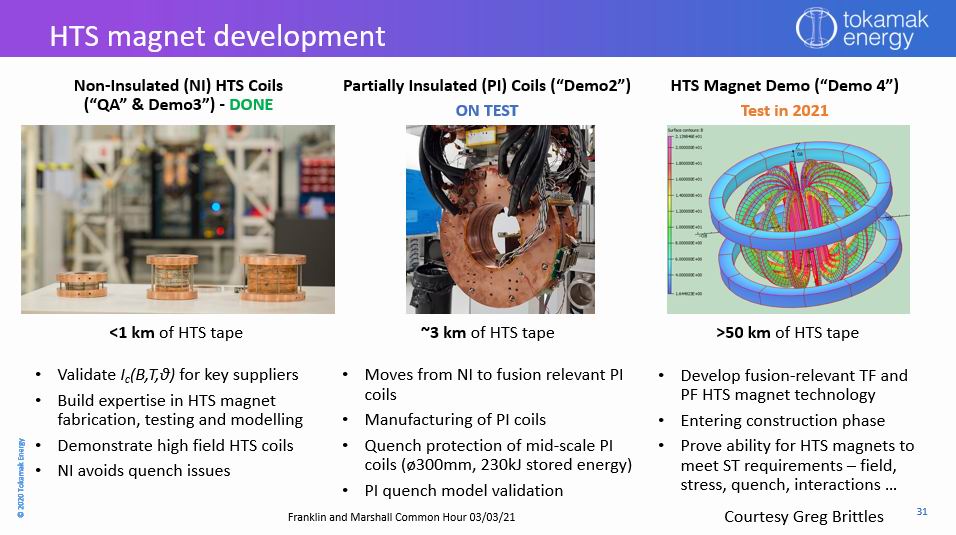 HTS magnet development
tokamak
energy
Non-Insulated (NI) HTS Coils
("QA" & Demo3") - DONE
<1 km of HTS tape
• Validate Ic(B,T,ϑ) for key suppliers
• Build expertise in HTS magnet
fabrication, testing and modelling
• Demonstrate high field HTS coils
• NI avoids quench issues
Partially Insulated (PI) Coils ("Demo2")
ON TEST
~3 km of HTS tape
• Moves from NI to fusion relevant PI
coils
• Manufacturing of PI coils
• Quench protection of mid-scale PI
coils (ø300mm, 230kJ stored energy)
• PI quench model validation
HTS Magnet Demo ("Demo 4")
Test in 2021
Surface contours: B
>50 km of HTS tape
• Develop fusion-relevant TF and
PF HTS magnet technology
• Entering construction phase
• Prove ability for HTS magnets to
meet ST requirements – field,
stress, quench, interactions ...
© 2020 Tokamak Energy
Franklin and Marshall Common Hour 03/03/21
Courtesy Greg Brittles
31